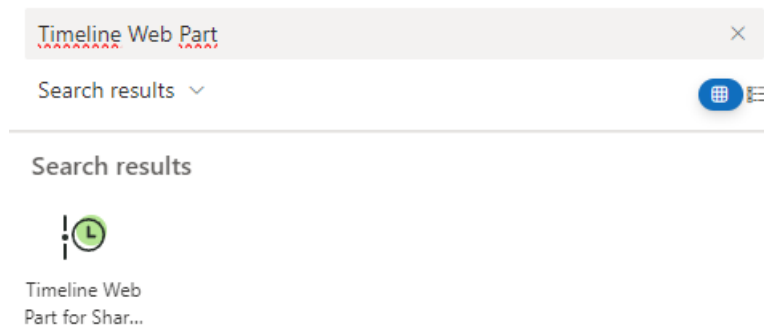 Timeline Web Part
Search results
Search results
Timeline Web
Part for Shar...